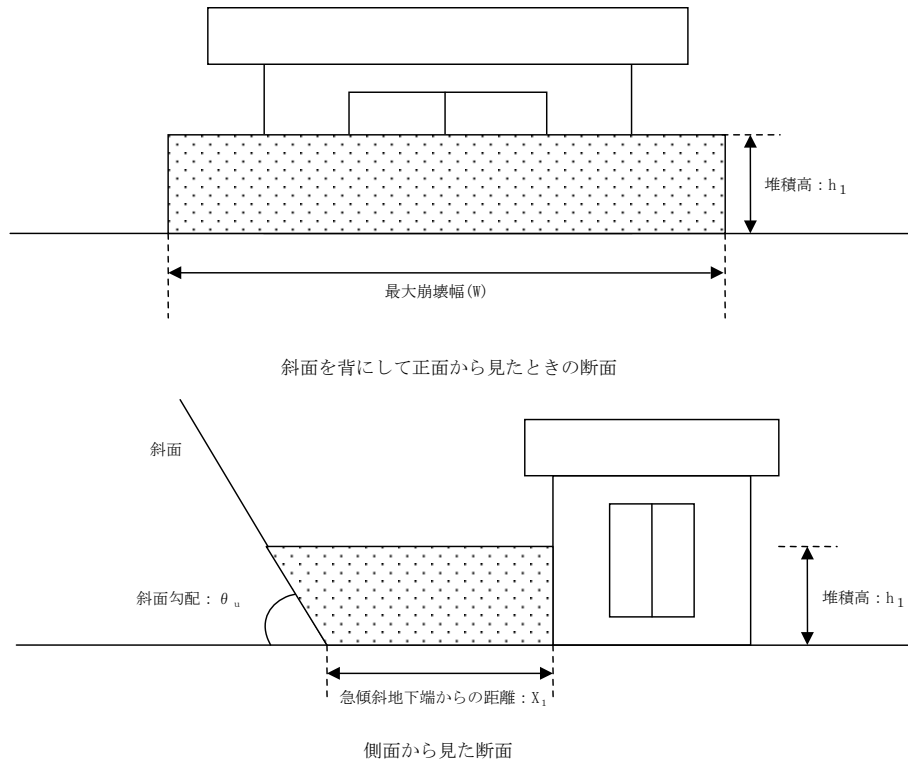 堆積高：h1
最大崩壊幅(W)
斜面を背にして正面から見たときの断面
斜面
斜面勾配：θu
堆積高：h1
急傾斜地下端からの距離：X1
側面から見た断面